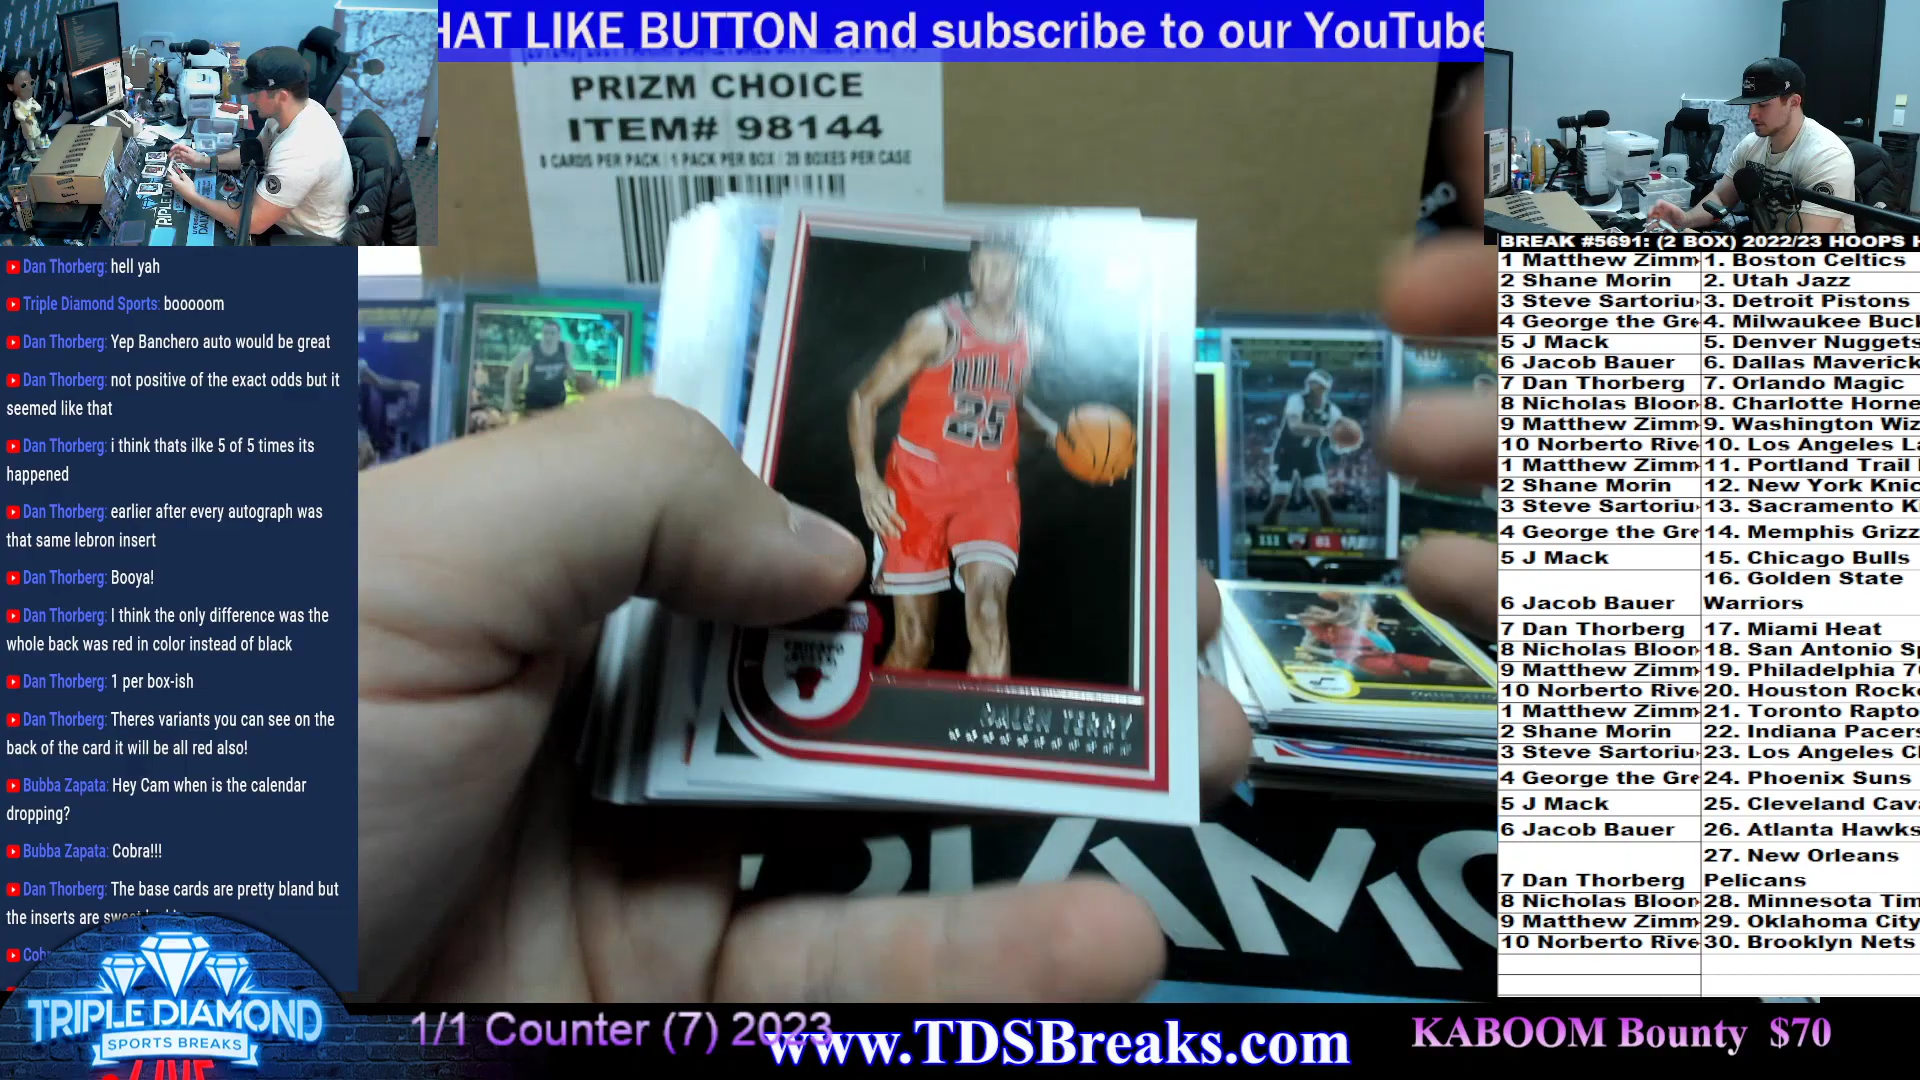 HAT LIKE BUTTON and subscribe to our YouTube
PRIZM CHOICE
ITEM# 98144
8 CARDS PER PACK | 1 PACK PER BOX | 20 BOXES PER CASE
Dan Thorberg: hell yah
Triple Diamond Sports: booooom
Dan Thorberg: Yep Banchero auto would be great
Dan Thorberg: not positive of the exact odds but it
seemed like that
Dan Thorberg: i think thats ilke 5 of 5 times its
happened
Dan Thorberg: earlier after every autograph was
that same lebron insert
Dan Thorberg: Booya!
Dan Thorberg: I think the only difference was the
whole back was red in color instead of black
Dan Thorberg: 1 per box-ish
Dan Thorberg: Theres variants you can see on the
back of the card it will be all red also!
Bubba Zapata: Hey Cam when is the calendar
dropping?
Bubba Zapata: Cobra!!!
Dan Thorberg: The base cards are pretty bland but
the inserts are
TRIPLE DIAMOND
SPORTS BREAKS
LIVE
BULLS
25
CHICAGO
BULLS
DALEN TERRY
BREAK #5691: (2 BOX) 2022/23 HOOPS H
1 Matthew Zimm 1. Boston Celtics
2 Shane Morin 2. Utah Jazz
3 Steve Sartoriu 3. Detroit Pistons
4 George the Gre 4. Milwaukee Buc
5 J Mack 5. Denver Nuggets
6 Jacob Bauer 6. Dallas Maverick
7 Dan Thorberg 7. Orlando Magic
8 Nicholas Bloor 8. Charlotte Horne
9 Matthew Zimm 9. Washington Wiz
10 Norberto Rive 10. Los Angeles La
1 Matthew Zimm 11. Portland Trail
2 Shane Morin 12. New York Knic
3 Steve Sartoriu 13. Sacramento K
4 George the Gre 14. Memphis Grizz
5 J Mack 15. Chicago Bulls
16. Golden State
6 Jacob Bauer Warriors
7 Dan Thorberg 17. Miami Heat
8 Nicholas Bloor 18. San Antonio Sp
9 Matthew Zimm 19. Philadelphia 7
10 Norberto Rive 20. Houston Rock
1 Matthew Zimm 21. Toronto Rapto
2 Shane Morin 22. Indiana Pacers
3 Steve Sartoriu 23. Los Angeles C
4 George the Gre 24. Phoenix Suns
5 J Mack 25. Cleveland Cav
6 Jacob Bauer 26. Atlanta Hawks
27. New Orleans
7 Dan Thorberg Pelicans
8 Nicholas Bloor 28. Minnesota Tim
9 Matthew Zimm 29. Oklahoma City
10 Norberto Rive 30. Brooklyn Nets
1/1 Counter (7) 2023
www.TDSBreaks.com
KABOOM Bounty $70